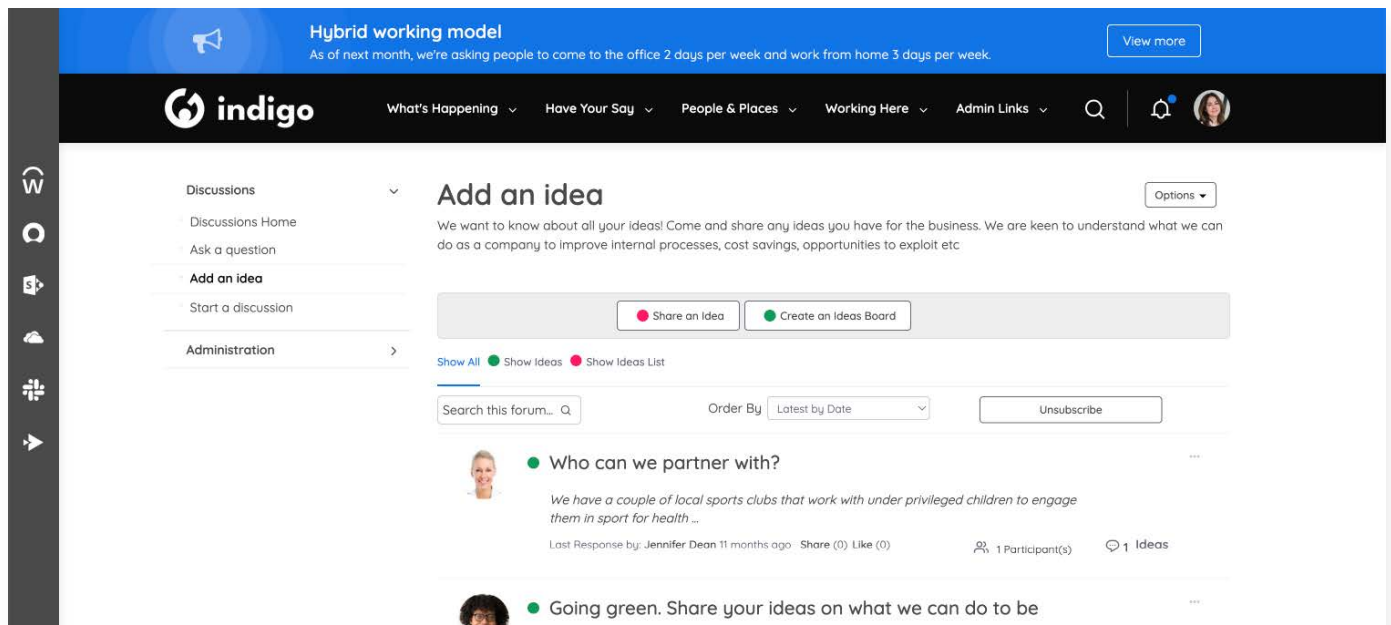 Hybrid working model
As of next month, we're asking people to come to the office 2 days per week and work from home 3 days per week.
View more
indigo
What's Happening
Have Your Say
People & Places
Working Here
Admin Links
Discussions
Discussions Home
Ask a question
Add an idea
Start a discussion
Administration
Add an idea
Options
We want to know about all your ideas! Come and share any ideas you have for the business. We are keen to understand what we can
do as a company to improve internal processes, cost savings, opportunities to exploit etc
Share an Idea
Create an Ideas Board
Show All Show Ideas Show Ideas List
Search this forum...
Order By Latest by Date
Unsubscribe
Who can we partner with?
We have a couple of local sports clubs that work with under privileged children to engage
them in sport for health ...
Last Response by: Jennifer Dean 11 months ago Share (0) Like (0)
1 Participant(s)
1 Ideas
Going green. Share your ideas on what we can do to be